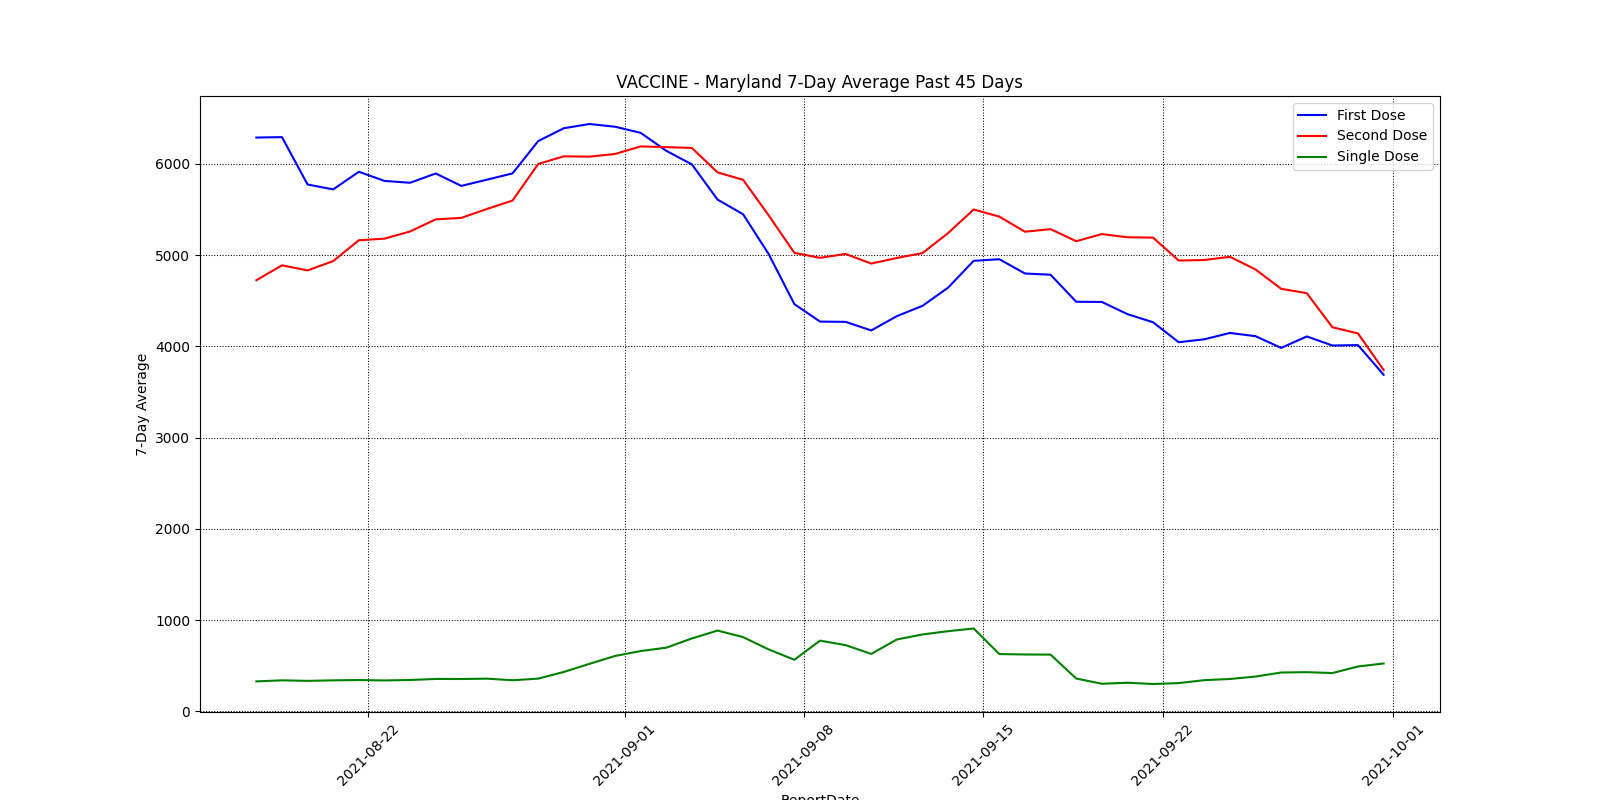 VACCINE - Maryland 7-Day Average Past 45 Days
First Dose
Second Dose
Single Dose
7-Day Average
6000
5000
4000
3000
2000
1000
0
2021-08-22
2021-09-01
2021-09-08
2021-09-15
2021-09-22
2021-10-01
ReportDate